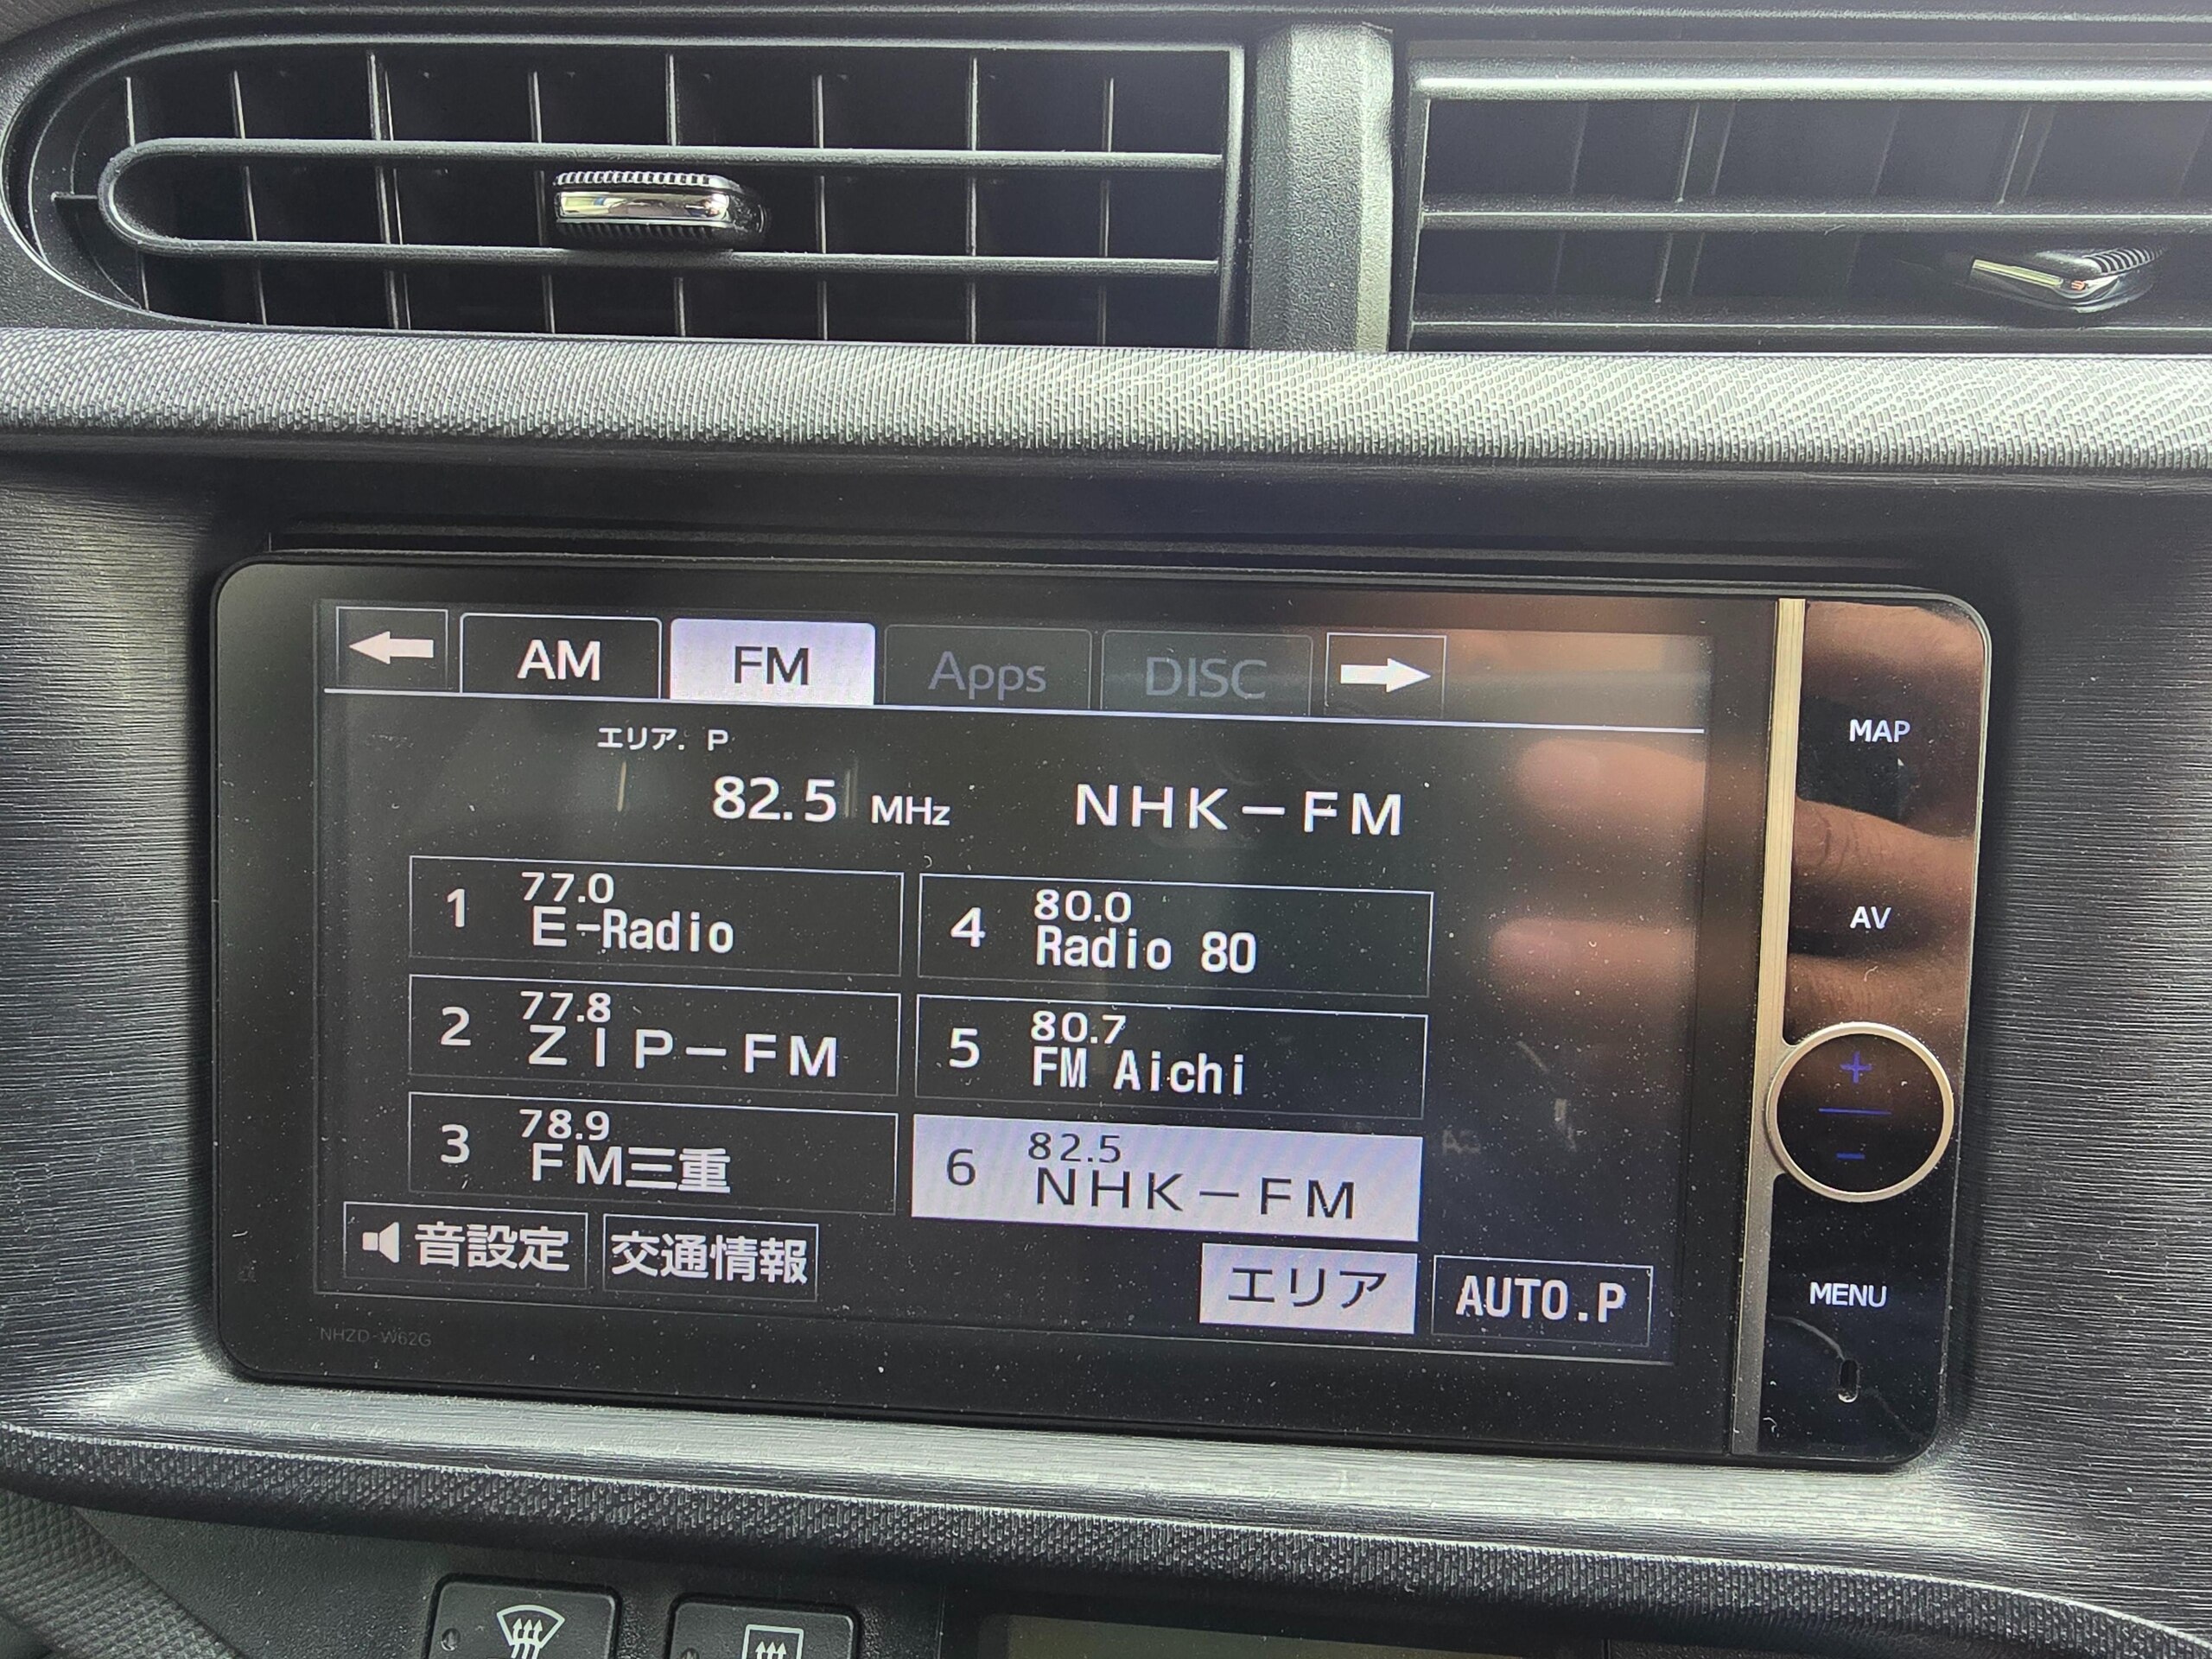 AM FM Apps DISC
エリア. P
82.5 MHz NHK－FM
1 77.0 E-Radio
2 77.8 ZIP－FM
3 78.9 FM三重
4 80.0 Radio 80
5 80.7 FM Aichi
6 82.5 NHK－FM
音設定 交通情報 エリア AUTO.P
NHZD-W62G
MAP
AV
+
−
MENU